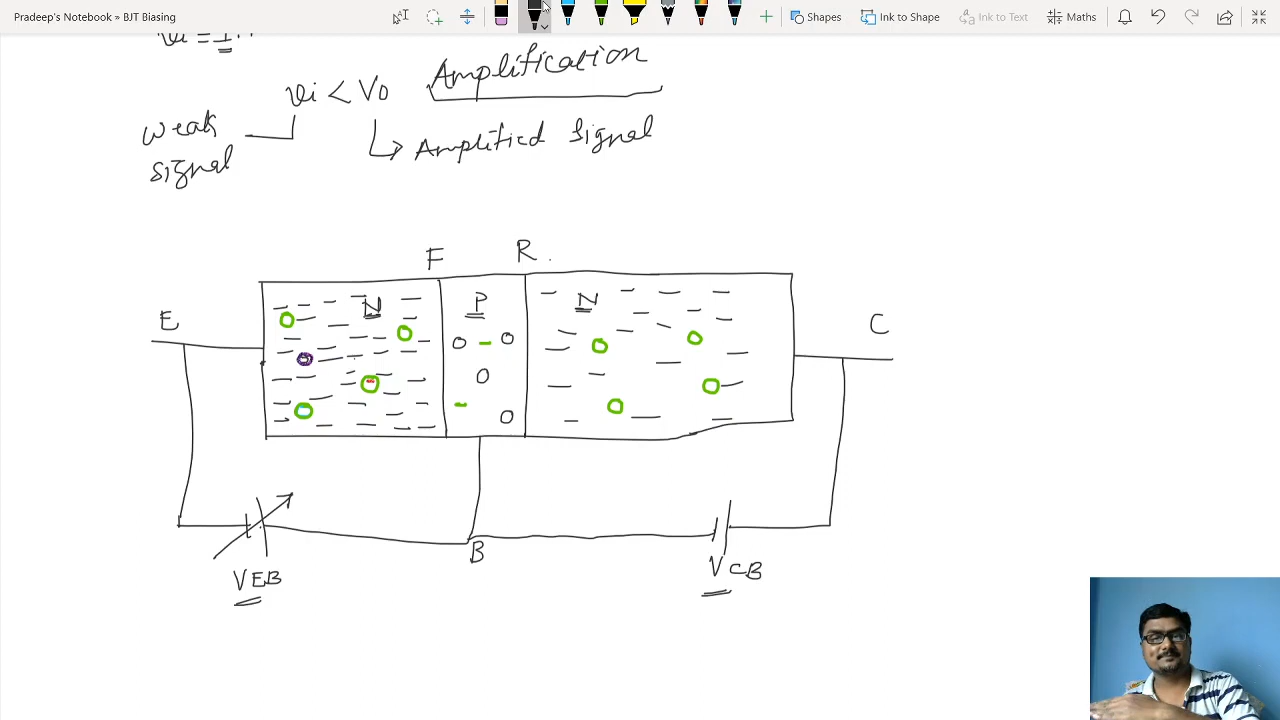 Pradeep's Notebook » BJT Biasing
Shapes
Ink to Shape
Ink to Text
Maths
Vi < Vo
Amplification
weak
signal
Amplified signal
F
R.
E
N
P
N
C
B
VEB
VCB